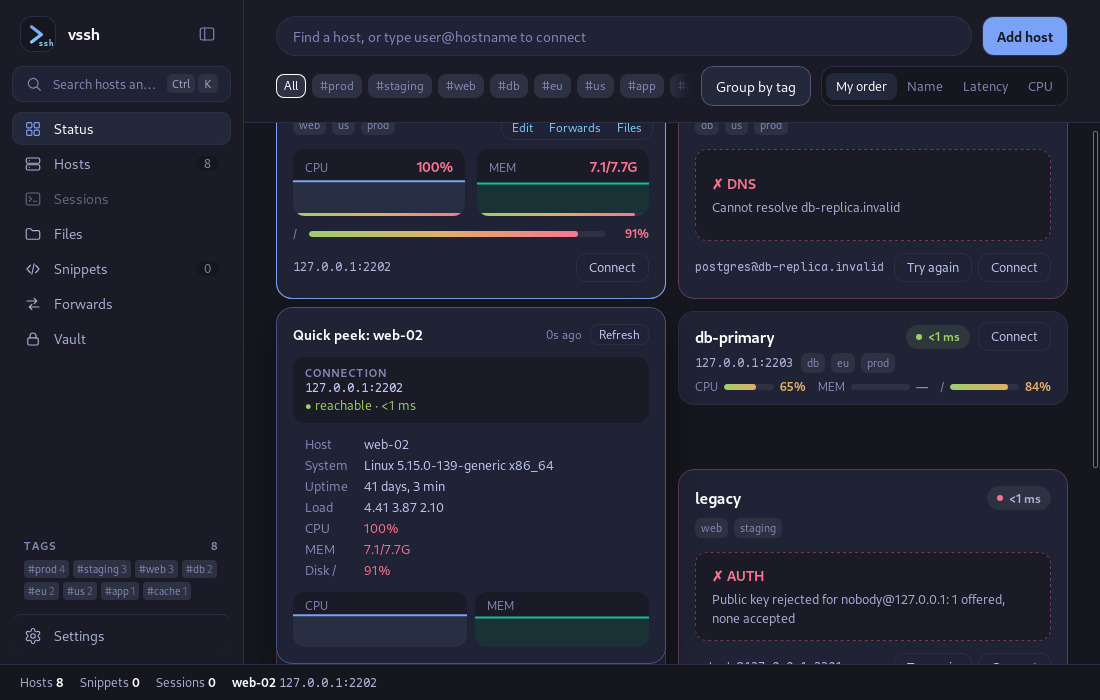 ssh
vssh
Search hosts an... Ctrl K
Status
Hosts 8
Sessions
Files
Snippets 0
Forwards
Vault
TAGS 8
#prod 4 #staging 3 #web 3 #db 2
#eu 2 #us 2 #app 1 #cache 1
Settings
Find a host, or type user@hostname to connect
Add host
All #prod #staging #web #db #eu #us #app
Group by tag
My order Name Latency CPU
web us prod
Edit Forwards Files
CPU 100% MEM 7.1/7.7G
/ 91%
127.0.0.1:2202 Connect
db us prod
✗ DNS
Cannot resolve db-replica.invalid
postgres@db-replica.invalid Try again Connect
Quick peek: web-02 0s ago Refresh
CONNECTION
127.0.0.1:2202
● reachable · <1 ms
Host web-02
System Linux 5.15.0-139-generic x86_64
Uptime 41 days, 3 min
Load 4.41 3.87 2.10
CPU 100%
MEM 7.1/7.7G
Disk / 91%
CPU MEM
db-primary <1 ms Connect
127.0.0.1:2203 db eu prod
CPU 65% MEM — / 84%
legacy <1 ms
web staging
✗ AUTH
Public key rejected for nobody@127.0.0.1: 1 offered,
none accepted
Hosts 8 Snippets 0 Sessions 0 web-02 127.0.0.1:2202